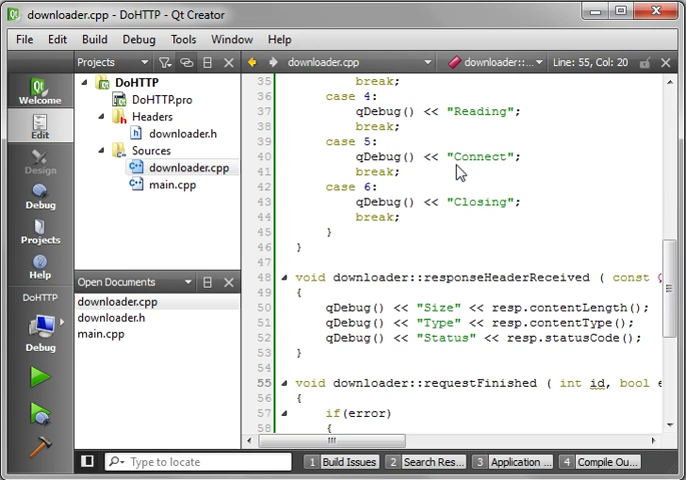 downloader.cpp - DoHTTP - Qt Creator
File Edit Build Debug Tools Window Help
Projects downloader.cpp downloader::... Line: 55, Col: 20
Welcome
Edit
Design
Debug
Projects
Help
DoHTTP
Debug
DoHTTP
DoHTTP.pro
Headers
downloader.h
Sources
downloader.cpp
main.cpp
Open Documents
downloader.cpp
downloader.h
main.cpp
35 break;
36 case 4:
37 qDebug() << "Reading";
38 break;
39 case 5:
40 qDebug() << "Connect";
41 break;
42 case 6:
43 qDebug() << "Closing";
44 break;
45 }
46 }
47
48 void downloader::responseHeaderReceived ( const
49 {
50 qDebug() << "Size" << resp.contentLength();
51 qDebug() << "Type" << resp.contentType();
52 qDebug() << "Status" << resp.statusCode();
53 }
54
55 void downloader::requestFinished ( int id, bool e
56 {
57 if(error)
58 {
Type to locate 1 Build Issues 2 Search Res... 3 Application ... 4 Compile Ou...